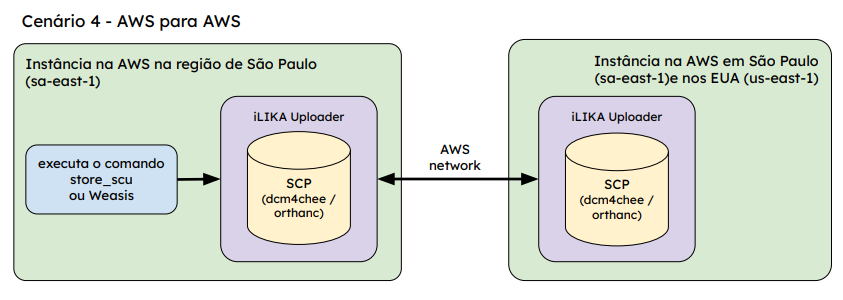 Cenário 4 - AWS para AWS
Instância na AWS na região de São Paulo
(sa-east-1)
iLIKA Uploader
executa o comando
store_scu
ou Weasis
SCP
(dcm4chee /
orthanc)
AWS
network
Instância na AWS em São Paulo
(sa-east-1)e nos EUA (us-east-1)
iLIKA Uploader
SCP
(dcm4chee /
orthanc)